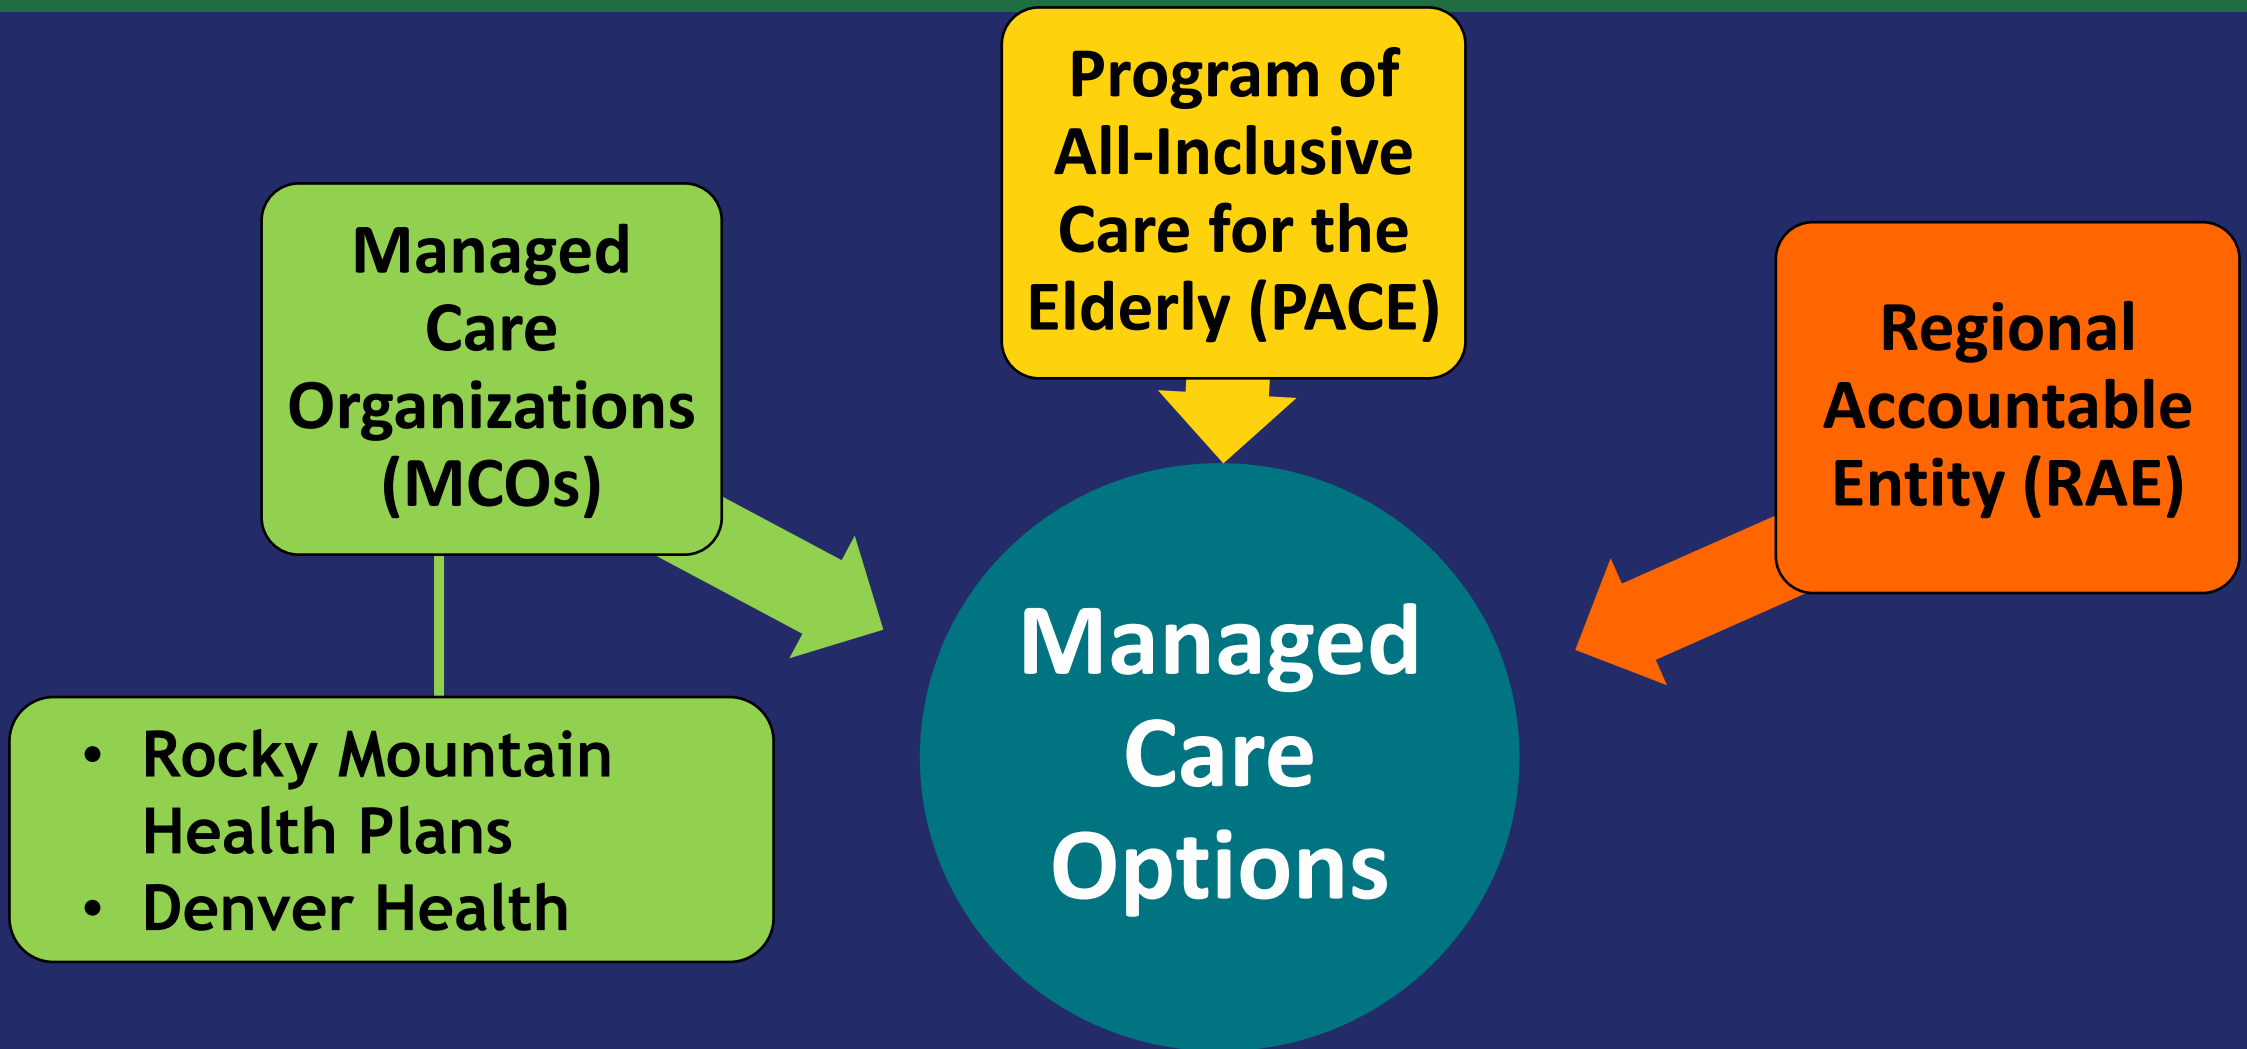 Program of
All-Inclusive
Care for the
Elderly (PACE)
Managed
Care
Organizations
(MCOs)
Regional
Accountable
Entity (RAE)
• Rocky Mountain
Health Plans
• Denver Health
Managed
Care
Options